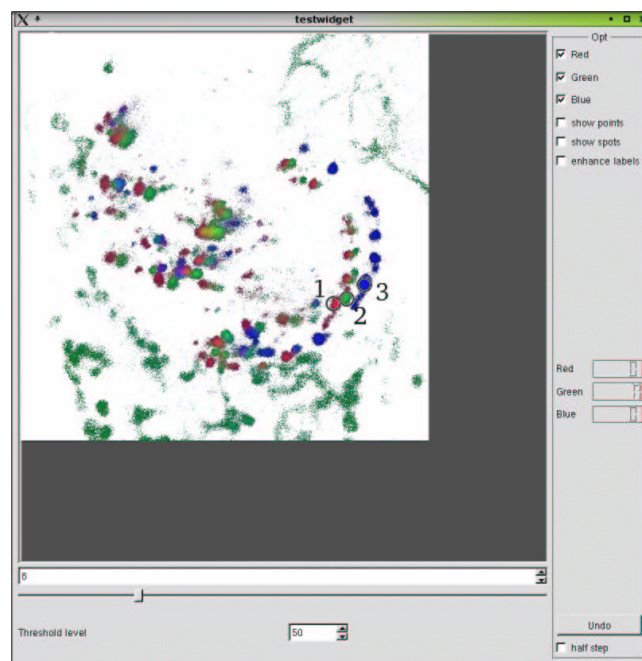 testwidget
Opt
Red
Green
Blue
show points
show spots
enhance labels
1
3
2
Red
Green
Blue
8
Threshold level
50
Undo
half step